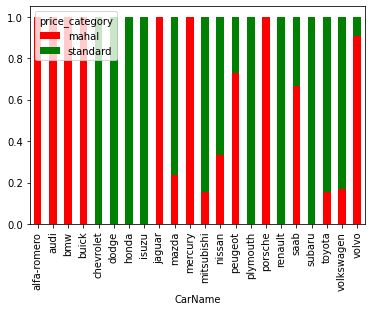 1.0
0.8
0.6
0.4
0.2
0.0
price_category
mahal
standard
alfa-romero
audi
bmw
buick
chevrolet
dodge
honda
isuzu
jaguar
mazda
mercury
mitsubishi
nissan
peugeot
plymouth
porsche
renault
saab
subaru
toyota
volkswagen
volvo
CarName